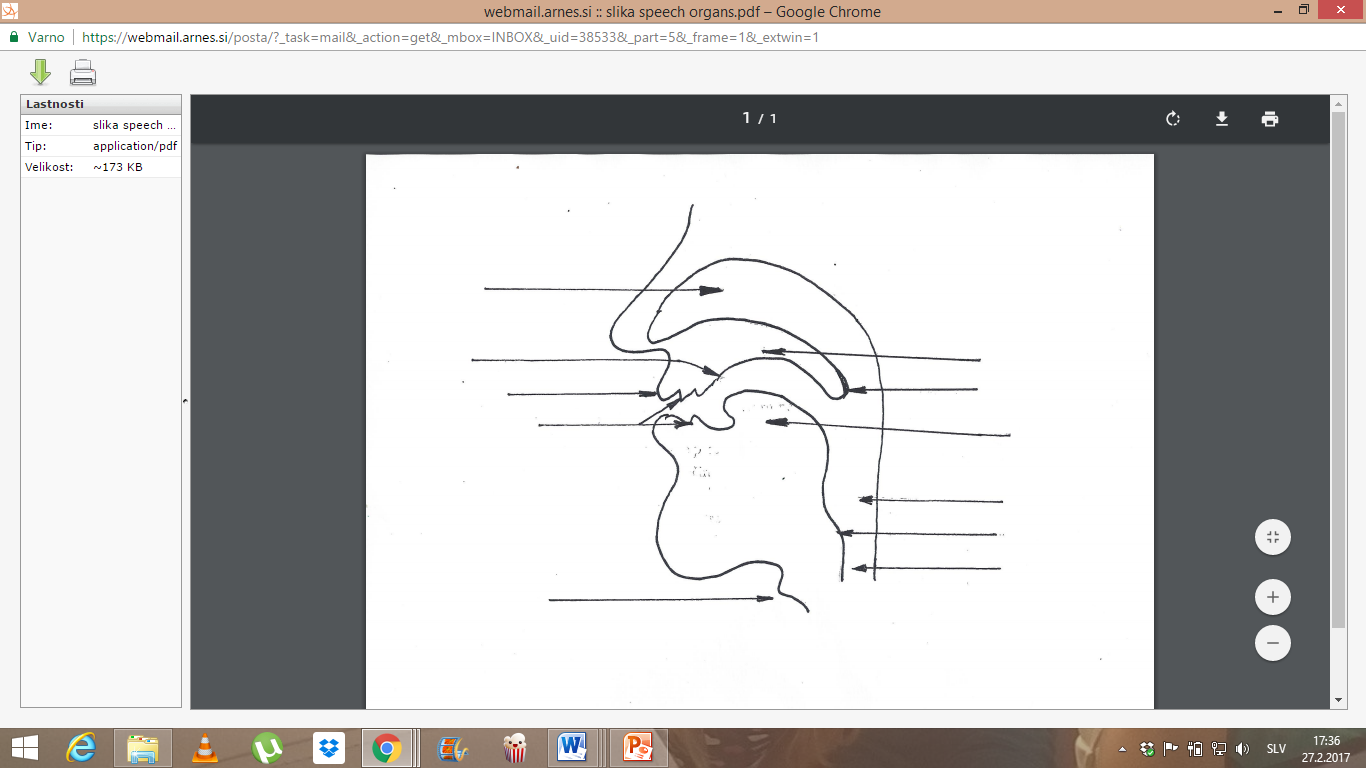 webmail.arnes.si :: slika speech organs.pdf – Google Chrome
Varno
https://webmail.arnes.si/posta/?_task=mail&_action=get&_mbox=INBOX&_uid=38533&_part=5&_frame=1&_extwin=1
Lastnosti
Ime: slika speech ...
Tip: application/pdf
Velikost: ~173 KB
1 / 1
SLV
17:36
27.2.2017